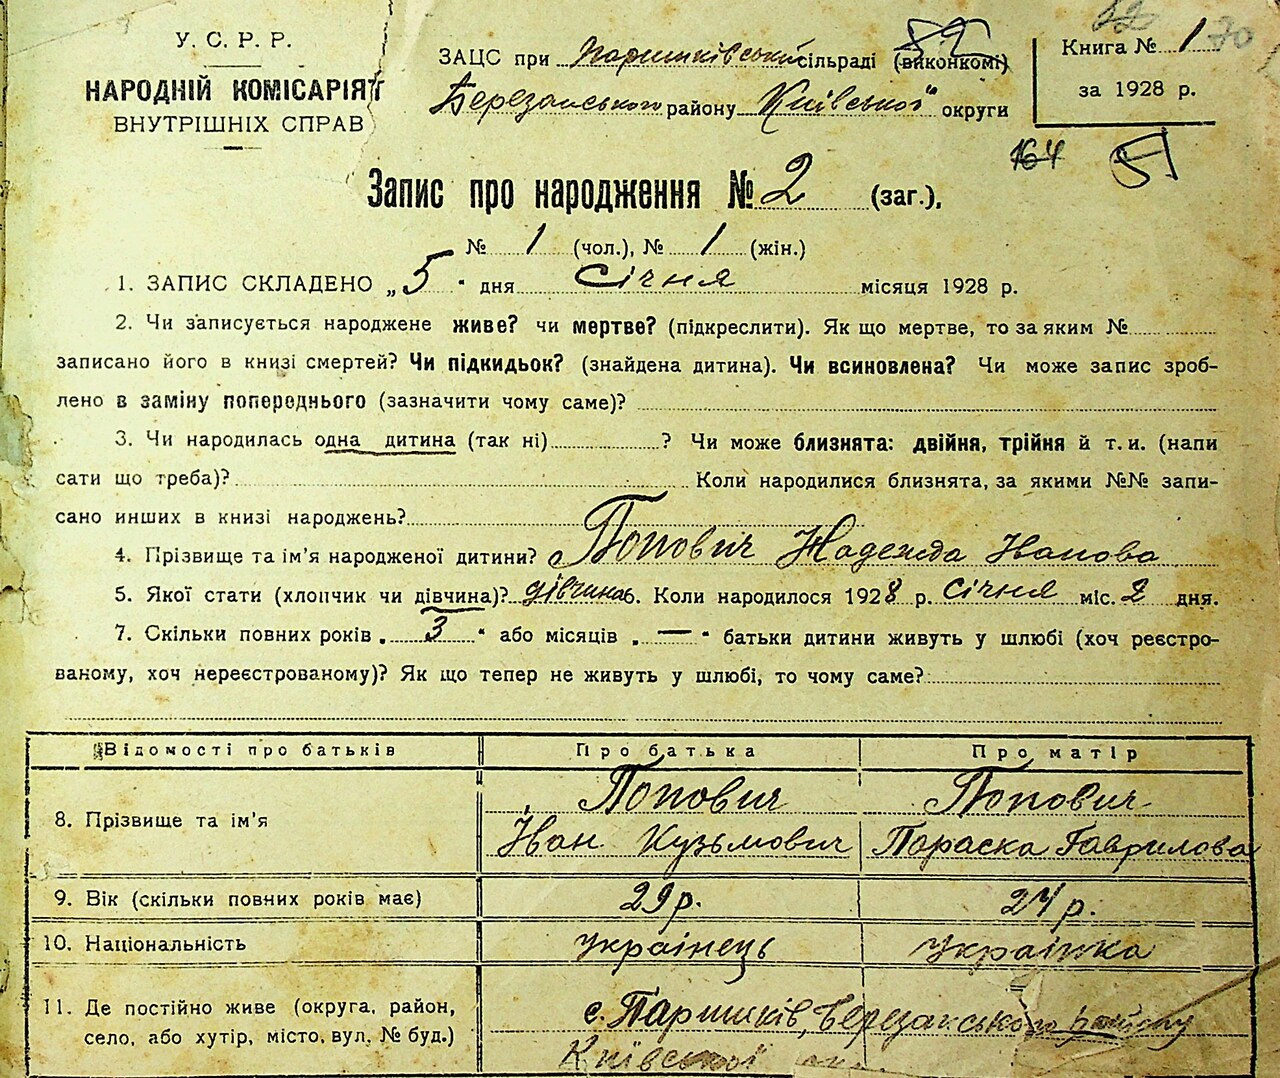 У. С. Р. Р.
НАРОДНІЙ КОМІСАРІЯТ
ВНУТРІШНІХ СПРАВ
ЗАЦС при Паришківській сільраді (виконкомі)
Березанського району Київської округи
Книга № 1 70
за 1928 р.
164 57
Запис про народження № 2 (заг.),
№ 1 (чол.), № 1 (жін.)
1. ЗАПИС СКЛАДЕНО „5" дня Січня місяця 1928 р.
2. Чи записується народжене живе? чи мертве? (підкреслити). Як що мертве, то за яким №
записано його в книзі смертей? Чи підкидьок? (знайдена дитина). Чи всиновлена? Чи може запис зроб-
лено в заміну попереднього (зазначити чому саме)?
3. Чи народилась одна дитина (так ні) ? Чи може близнята: двійня, трійня й т. и. (напи
сати що треба)? Коли народилися близнята, за якими №№ запи-
сано инших в книзі народжень?
4. Прізвище та ім'я народженої дитини? Попович Надежда Іванова
5. Якої стати (хлопчик чи дівчина)? дівчина 6. Коли народилося 1928 р. січня міс. 2 дня.
7. Скільки повних років „ 3 " або місяців „ — " батьки дитини живуть у шлюбі (хоч реєстро-
ваному, хоч нереєстрованому)? Як що тепер не живуть у шлюбі, то чому саме?
Відомості про батьків Про батька Про матір
8. Прізвище та ім'я Попович Іван Кузьмович Попович Параска Гаврилова
9. Вік (скільки повних років має) 29 р. 24 р.
10. Національність українець українка
11. Де постійно живе (округа, район, с. Паришків, Березанського району
село, або хутір, місто, вул. № буд.) Київської ок.